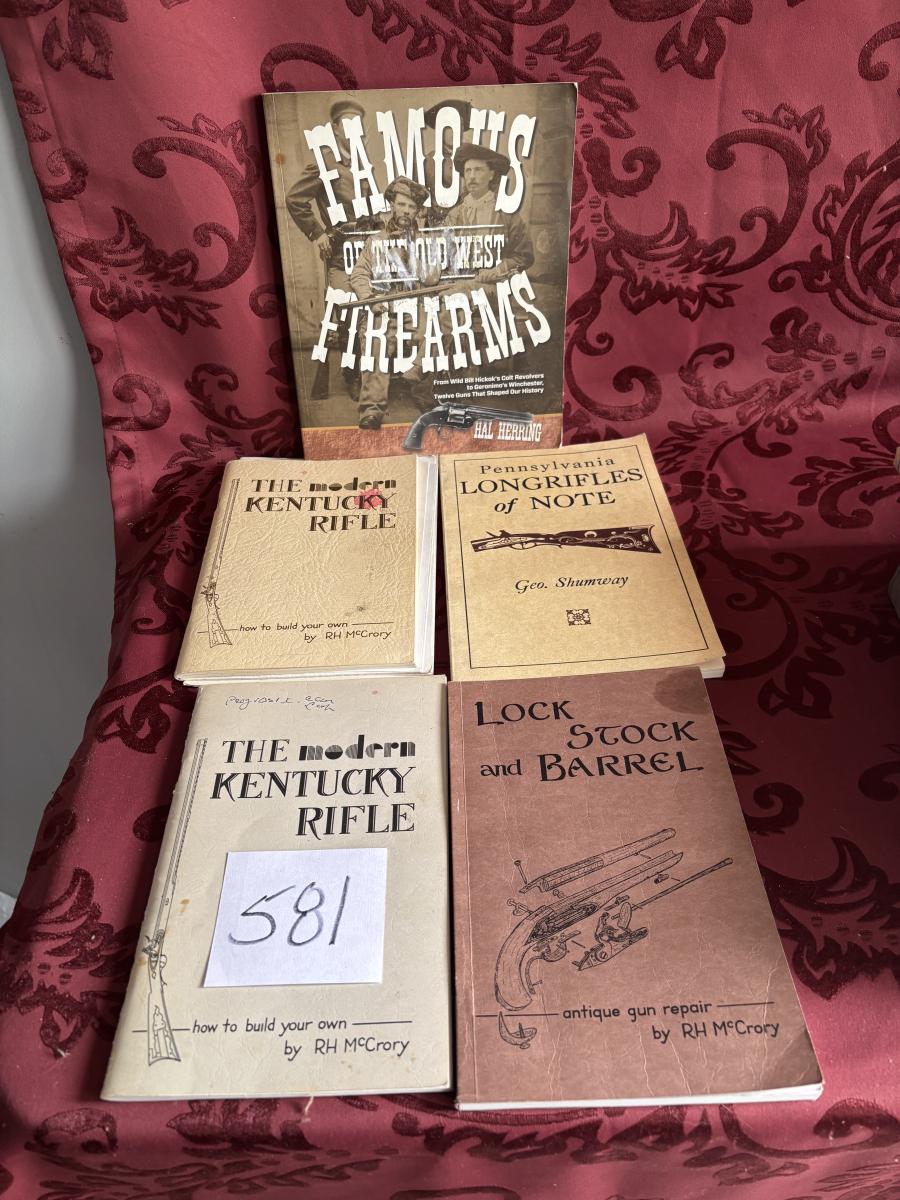 FAMOUS
OF THE OLD WEST
FIREARMS
From Wild Bill Hickok's Colt Revolvers
to Geronimo's Winchester,
Twelve Guns That Shaped Our History
HAL HERRING
THE modern
KENTUCKY
RIFLE
how to build your own
by RH McCrory
Pennsylvania
LONGRIFLES
of NOTE
Geo. Shumway
THE modern
KENTUCKY
RIFLE
581
how to build your own
by RH McCrory
LOCK
STOCK
and BARREL
antique gun repair
by RH McCrory